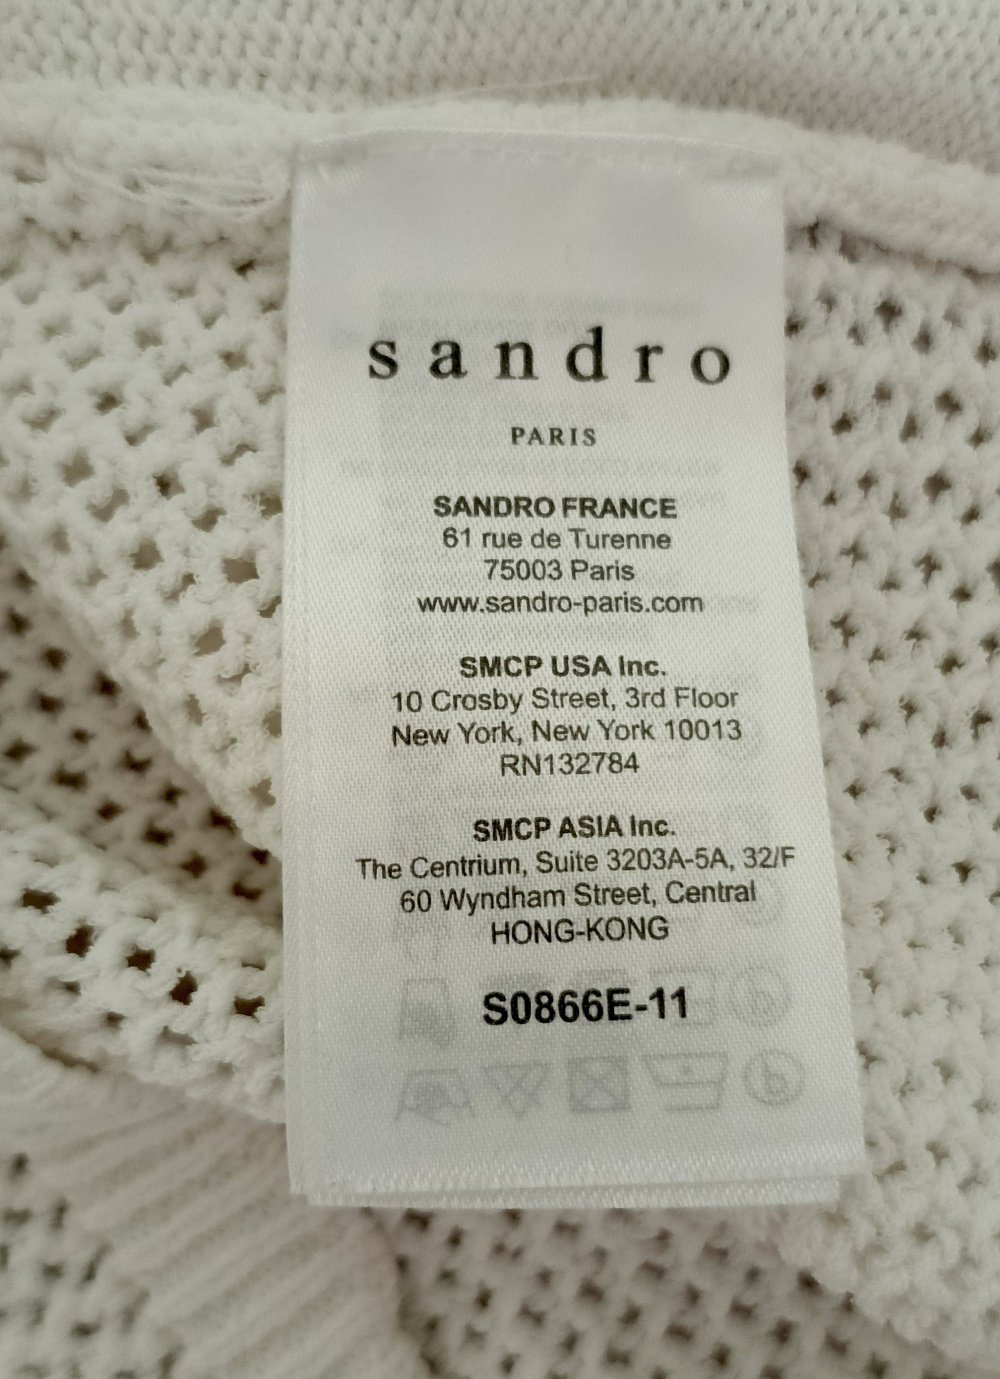 sandro
PARIS
SANDRO FRANCE
61 rue de Turenne
75003 Paris
www.sandro-paris.com
SMCP USA Inc.
10 Crosby Street, 3rd Floor
New York, New York 10013
RN132784
SMCP ASIA Inc.
The Centrium, Suite 3203A-5A, 32/F
60 Wyndham Street, Central
HONG-KONG
S0866E-11